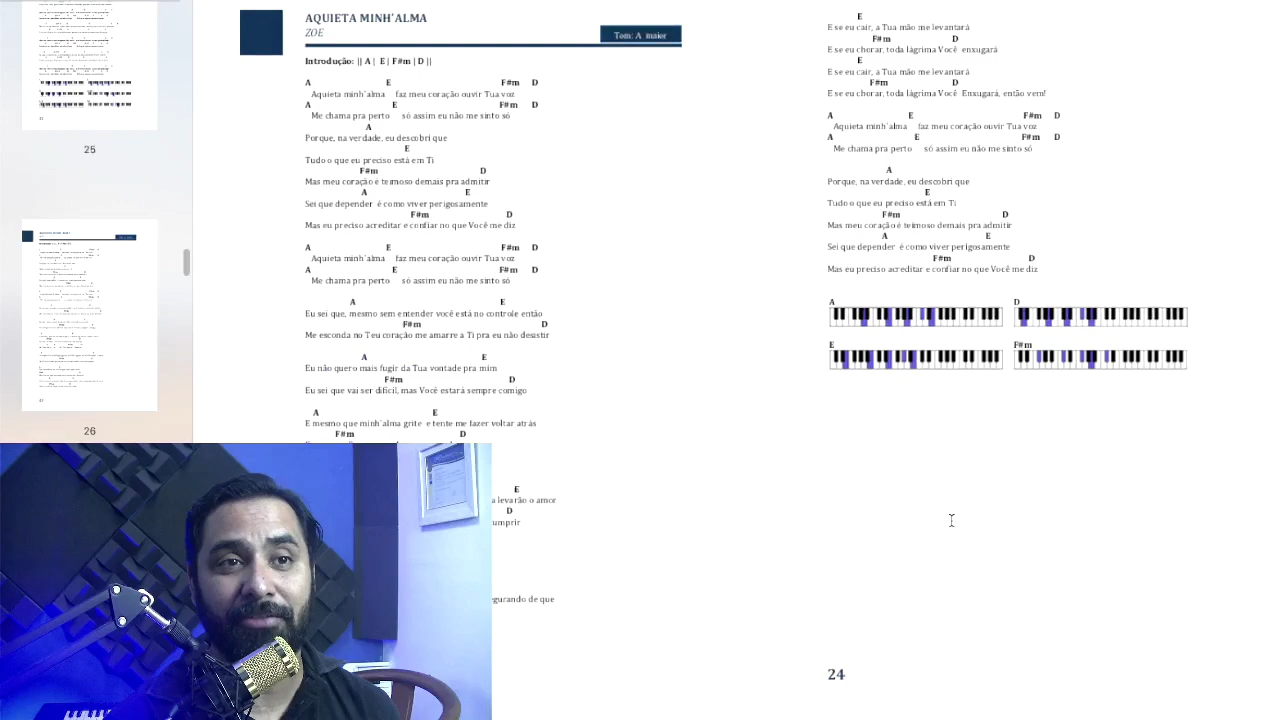 25
26
AQUIETA MINH'ALMA
ZOE
Tom: A maior
Introdução: || A | E | F#m | D ||
A E F#m D
Aquieta minh'alma faz meu coração ouvir Tua voz
A E F#m D
Me chama pra perto só assim eu não me sinto só
A
Porque, na verdade, eu descobri que
E
Tudo o que eu preciso está em Ti
F#m D
Mas meu coração é teimoso demais pra admitir
A E
Sei que depender é como viver perigosamente
F#m D
Mas eu preciso acreditar e confiar no que Você me diz
A E F#m D
Aquieta minh'alma faz meu coração ouvir Tua voz
A E F#m D
Me chama pra perto só assim eu não me sinto só
A E
Eu sei que, mesmo sem entender você está no controle então
F#m D
Me esconda no Teu coração me amarre a Ti pra eu não desistir
A E
Eu não quero mais fugir da Tua vontade pra mim
F#m D
Eu sei que vai ser difícil, mas Você estará sempre comigo
A E
E mesmo que minh'alma grite e tente me fazer voltar atrás
F#m D
E
a levarão o amor
D
umprir
egurando de que
E
E se eu cair, a Tua mão me levantará
F#m D
E se eu chorar, toda lágrima Você enxugará
E
E se eu cair, a Tua mão me levantará
F#m D
E se eu chorar, toda lágrima Você Enxugará, então vem!
A E F#m D
Aquieta minh'alma faz meu coração ouvir Tua voz
A E F#m D
Me chama pra perto só assim eu não me sinto só
A
Porque, na verdade, eu descobri que
E
Tudo o que eu preciso está em Ti
F#m D
Mas meu coração é teimoso demais pra admitir
A E
Sei que depender é como viver perigosamente
F#m D
Mas eu preciso acreditar e confiar no que Você me diz
A D
E F#m
24